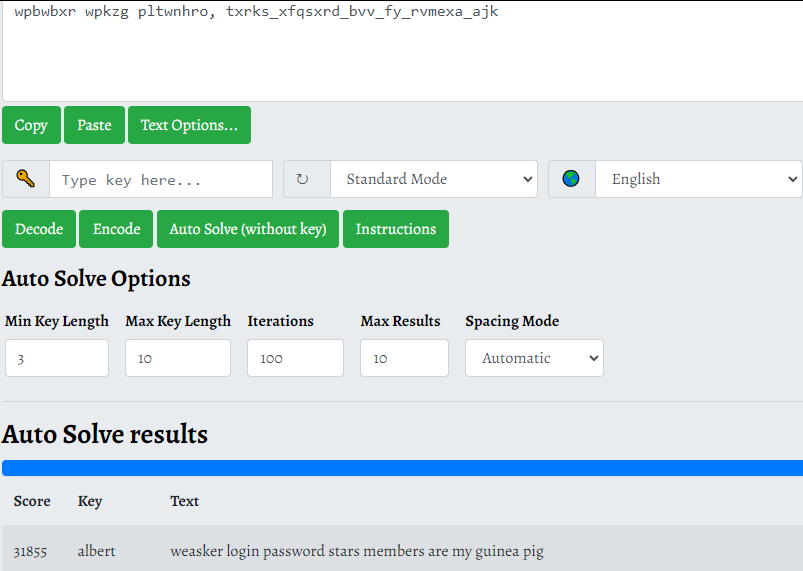 wpbwbxr wpkzg pltwnhro, txrks_xfqsxrd_bvv_fy_rvmexa_ajk
Copy Paste Text Options...
Type key here... Standard Mode English
Decode Encode Auto Solve (without key) Instructions
Auto Solve Options
Min Key Length Max Key Length Iterations Max Results Spacing Mode
3 10 100 10 Automatic
Auto Solve results
Score Key Text
31855 albert weasker login password stars members are my guinea pig